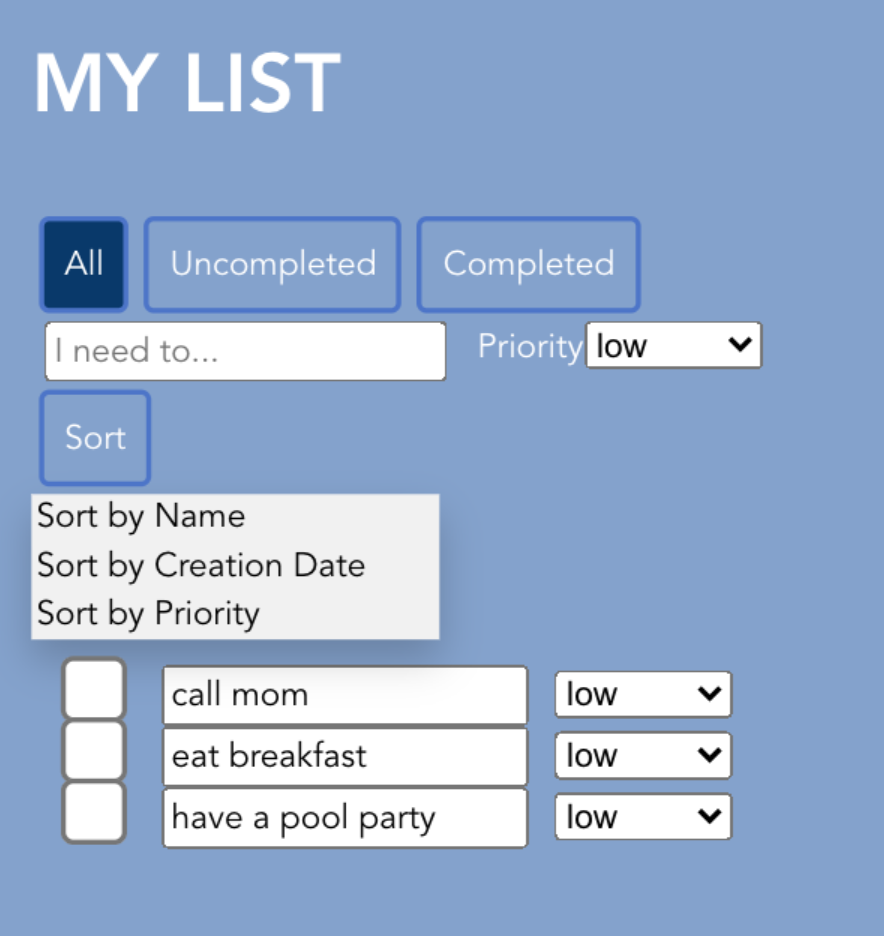 MY LIST
All Uncompleted Completed
I need to... Priority low
Sort
Sort by Name
Sort by Creation Date
Sort by Priority
call mom low
eat breakfast low
have a pool party low